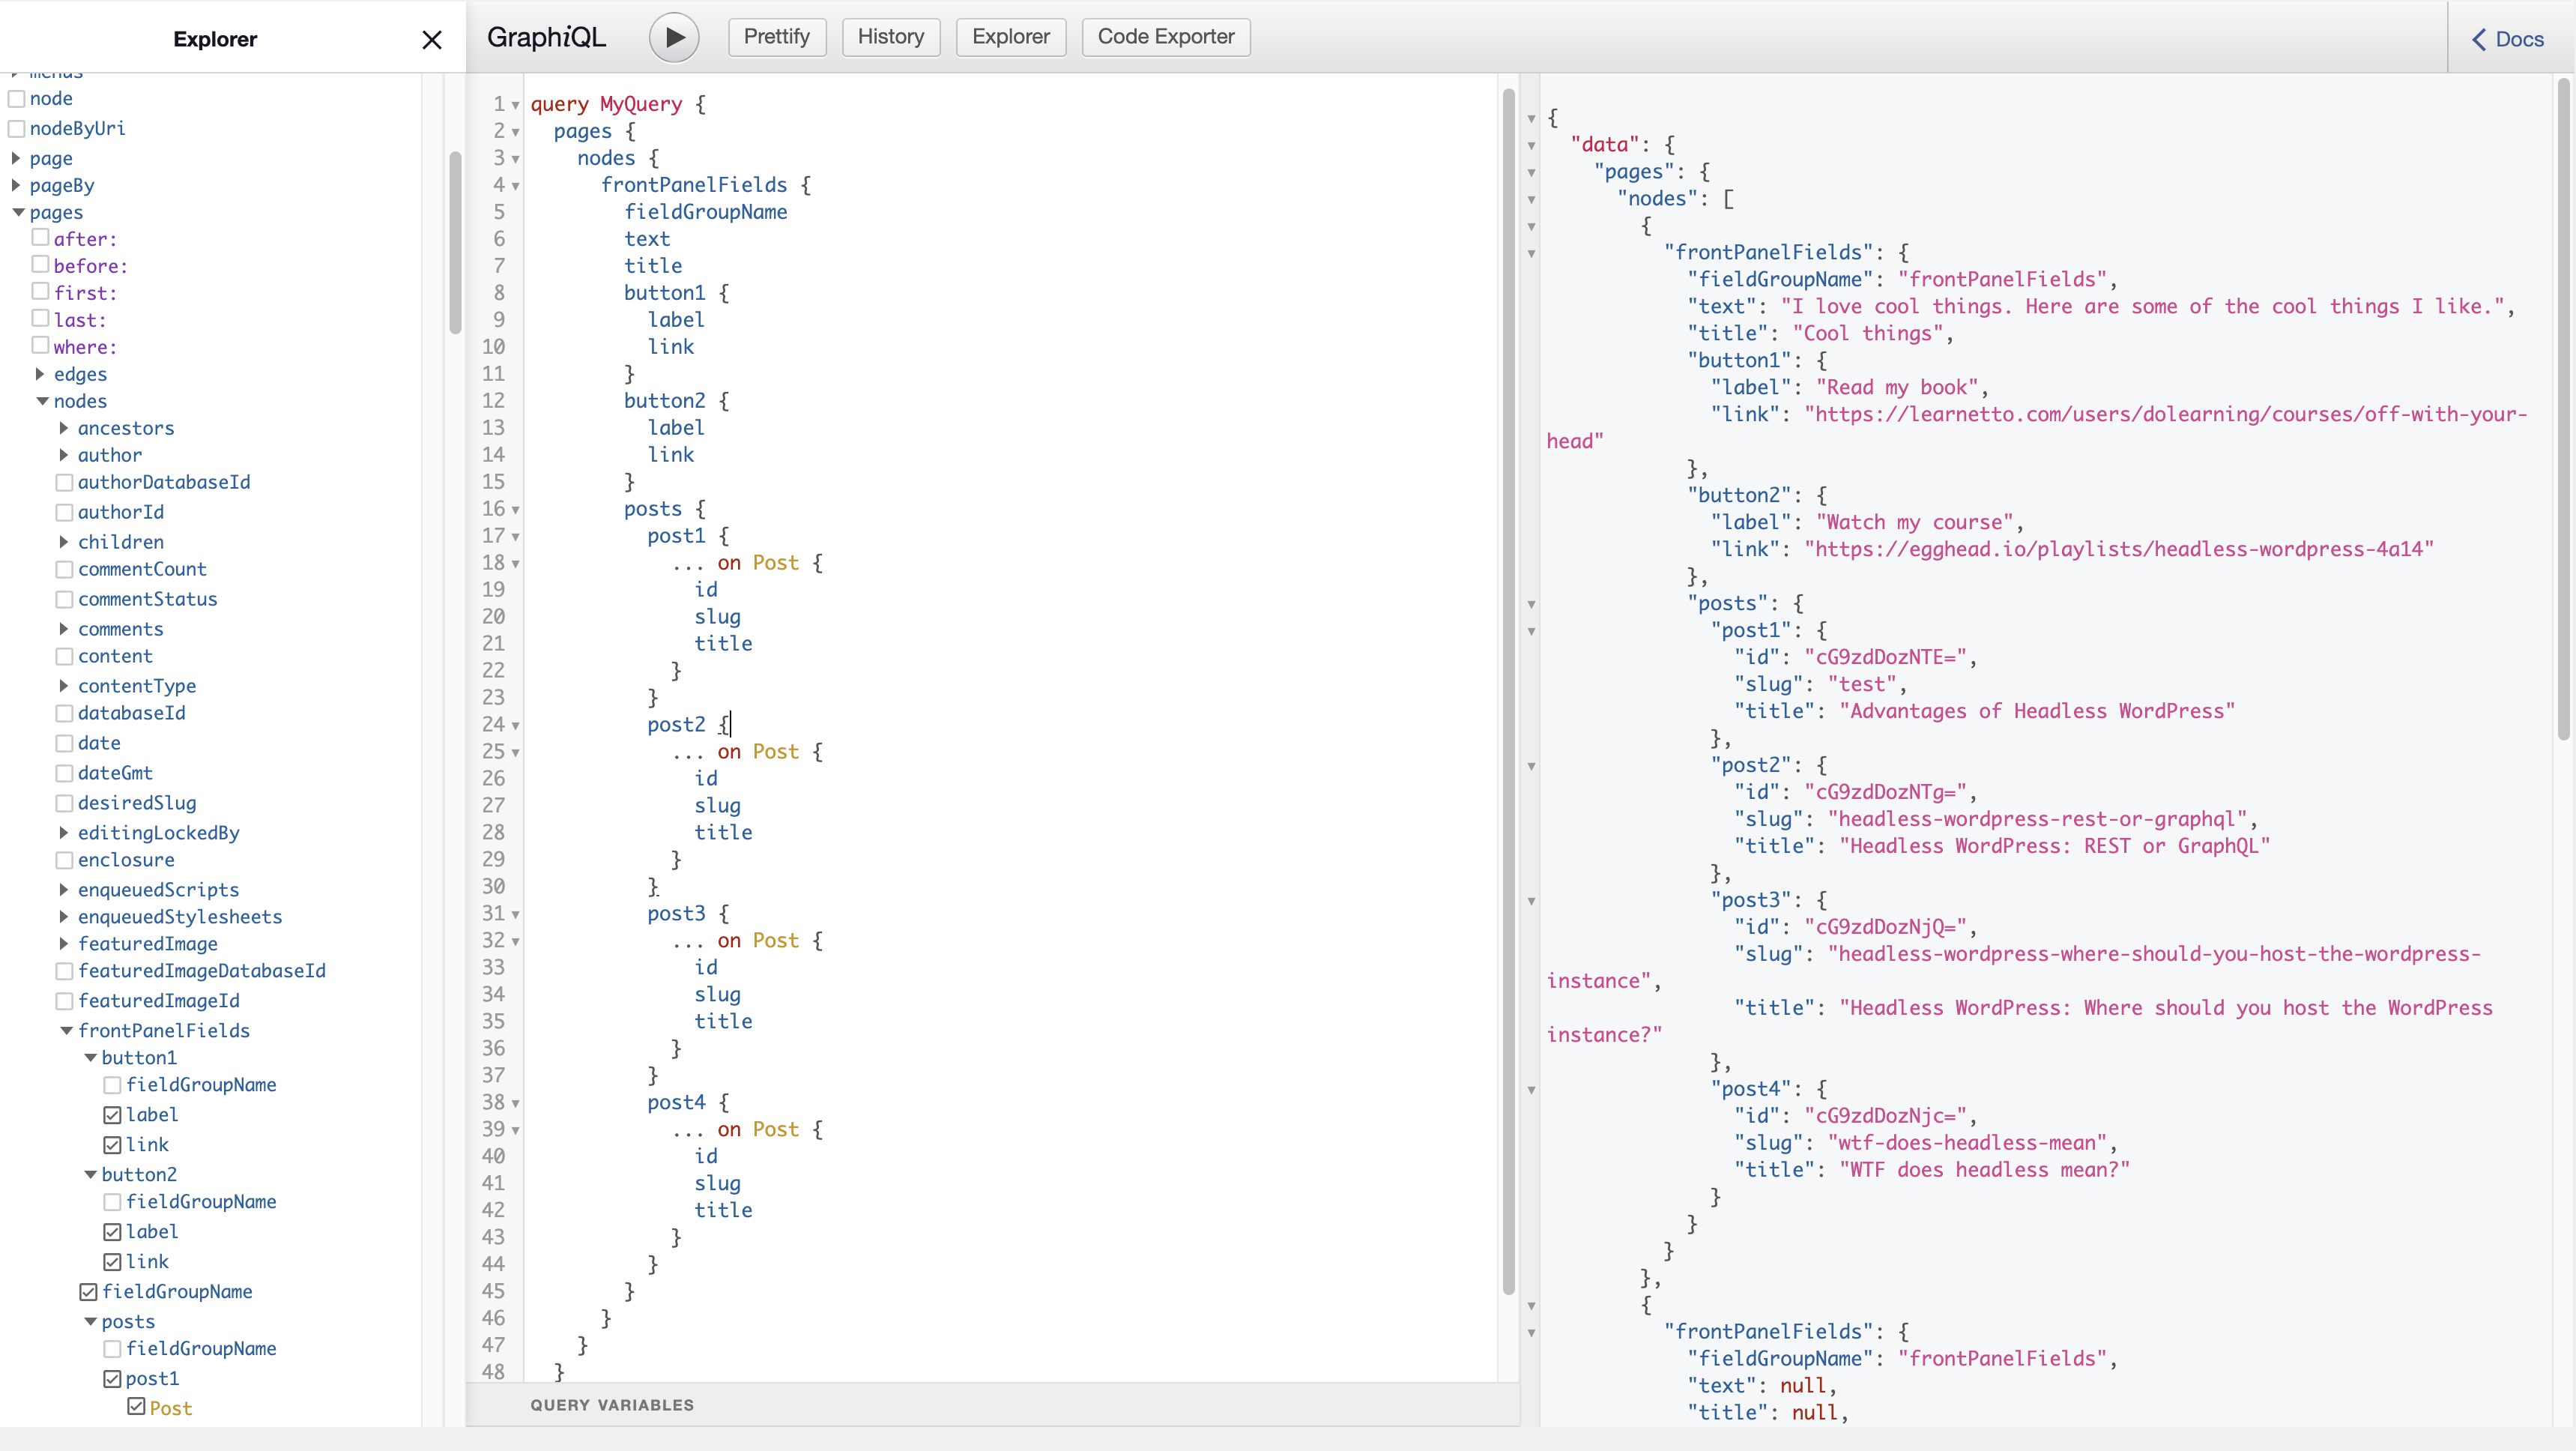 Explorer
GraphiQL
Prettify
History
Explorer
Code Exporter
Docs
menus
node
nodeByUri
page
pageBy
pages
after:
before:
first:
last:
where:
edges
nodes
ancestors
author
authorDatabaseId
authorId
children
commentCount
commentStatus
comments
content
contentType
databaseId
date
dateGmt
desiredSlug
editingLockedBy
enclosure
enqueuedScripts
enqueuedStylesheets
featuredImage
featuredImageDatabaseId
featuredImageId
frontPanelFields
button1
fieldGroupName
label
link
button2
fieldGroupName
label
link
fieldGroupName
posts
fieldGroupName
post1
Post
1 query MyQuery {
2 pages {
3 nodes {
4 frontPanelFields {
5 fieldGroupName
6 text
7 title
8 button1 {
9 label
10 link
11 }
12 button2 {
13 label
14 link
15 }
16 posts {
17 post1 {
18 ... on Post {
19 id
20 slug
21 title
22 }
23 }
24 post2 {
25 ... on Post {
26 id
27 slug
28 title
29 }
30 }
31 post3 {
32 ... on Post {
33 id
34 slug
35 title
36 }
37 }
38 post4 {
39 ... on Post {
40 id
41 slug
42 title
43 }
44 }
45 }
46 }
47 }
48 }
QUERY VARIABLES
{
"data": {
"pages": {
"nodes": [
{
"frontPanelFields": {
"fieldGroupName": "frontPanelFields",
"text": "I love cool things. Here are some of the cool things I like.",
"title": "Cool things",
"button1": {
"label": "Read my book",
"link": "https://learnetto.com/users/dolearning/courses/off-with-your-
head"
},
"button2": {
"label": "Watch my course",
"link": "https://egghead.io/playlists/headless-wordpress-4a14"
},
"posts": {
"post1": {
"id": "cG9zdDozNTE=",
"slug": "test",
"title": "Advantages of Headless WordPress"
},
"post2": {
"id": "cG9zdDozNTg=",
"slug": "headless-wordpress-rest-or-graphql",
"title": "Headless WordPress: REST or GraphQL"
},
"post3": {
"id": "cG9zdDozNjQ=",
"slug": "headless-wordpress-where-should-you-host-the-wordpress-
instance",
"title": "Headless WordPress: Where should you host the WordPress
instance?"
},
"post4": {
"id": "cG9zdDozNjc=",
"slug": "wtf-does-headless-mean",
"title": "WTF does headless mean?"
}
}
}
},
{
"frontPanelFields": {
"fieldGroupName": "frontPanelFields",
"text": null,
"title": null,